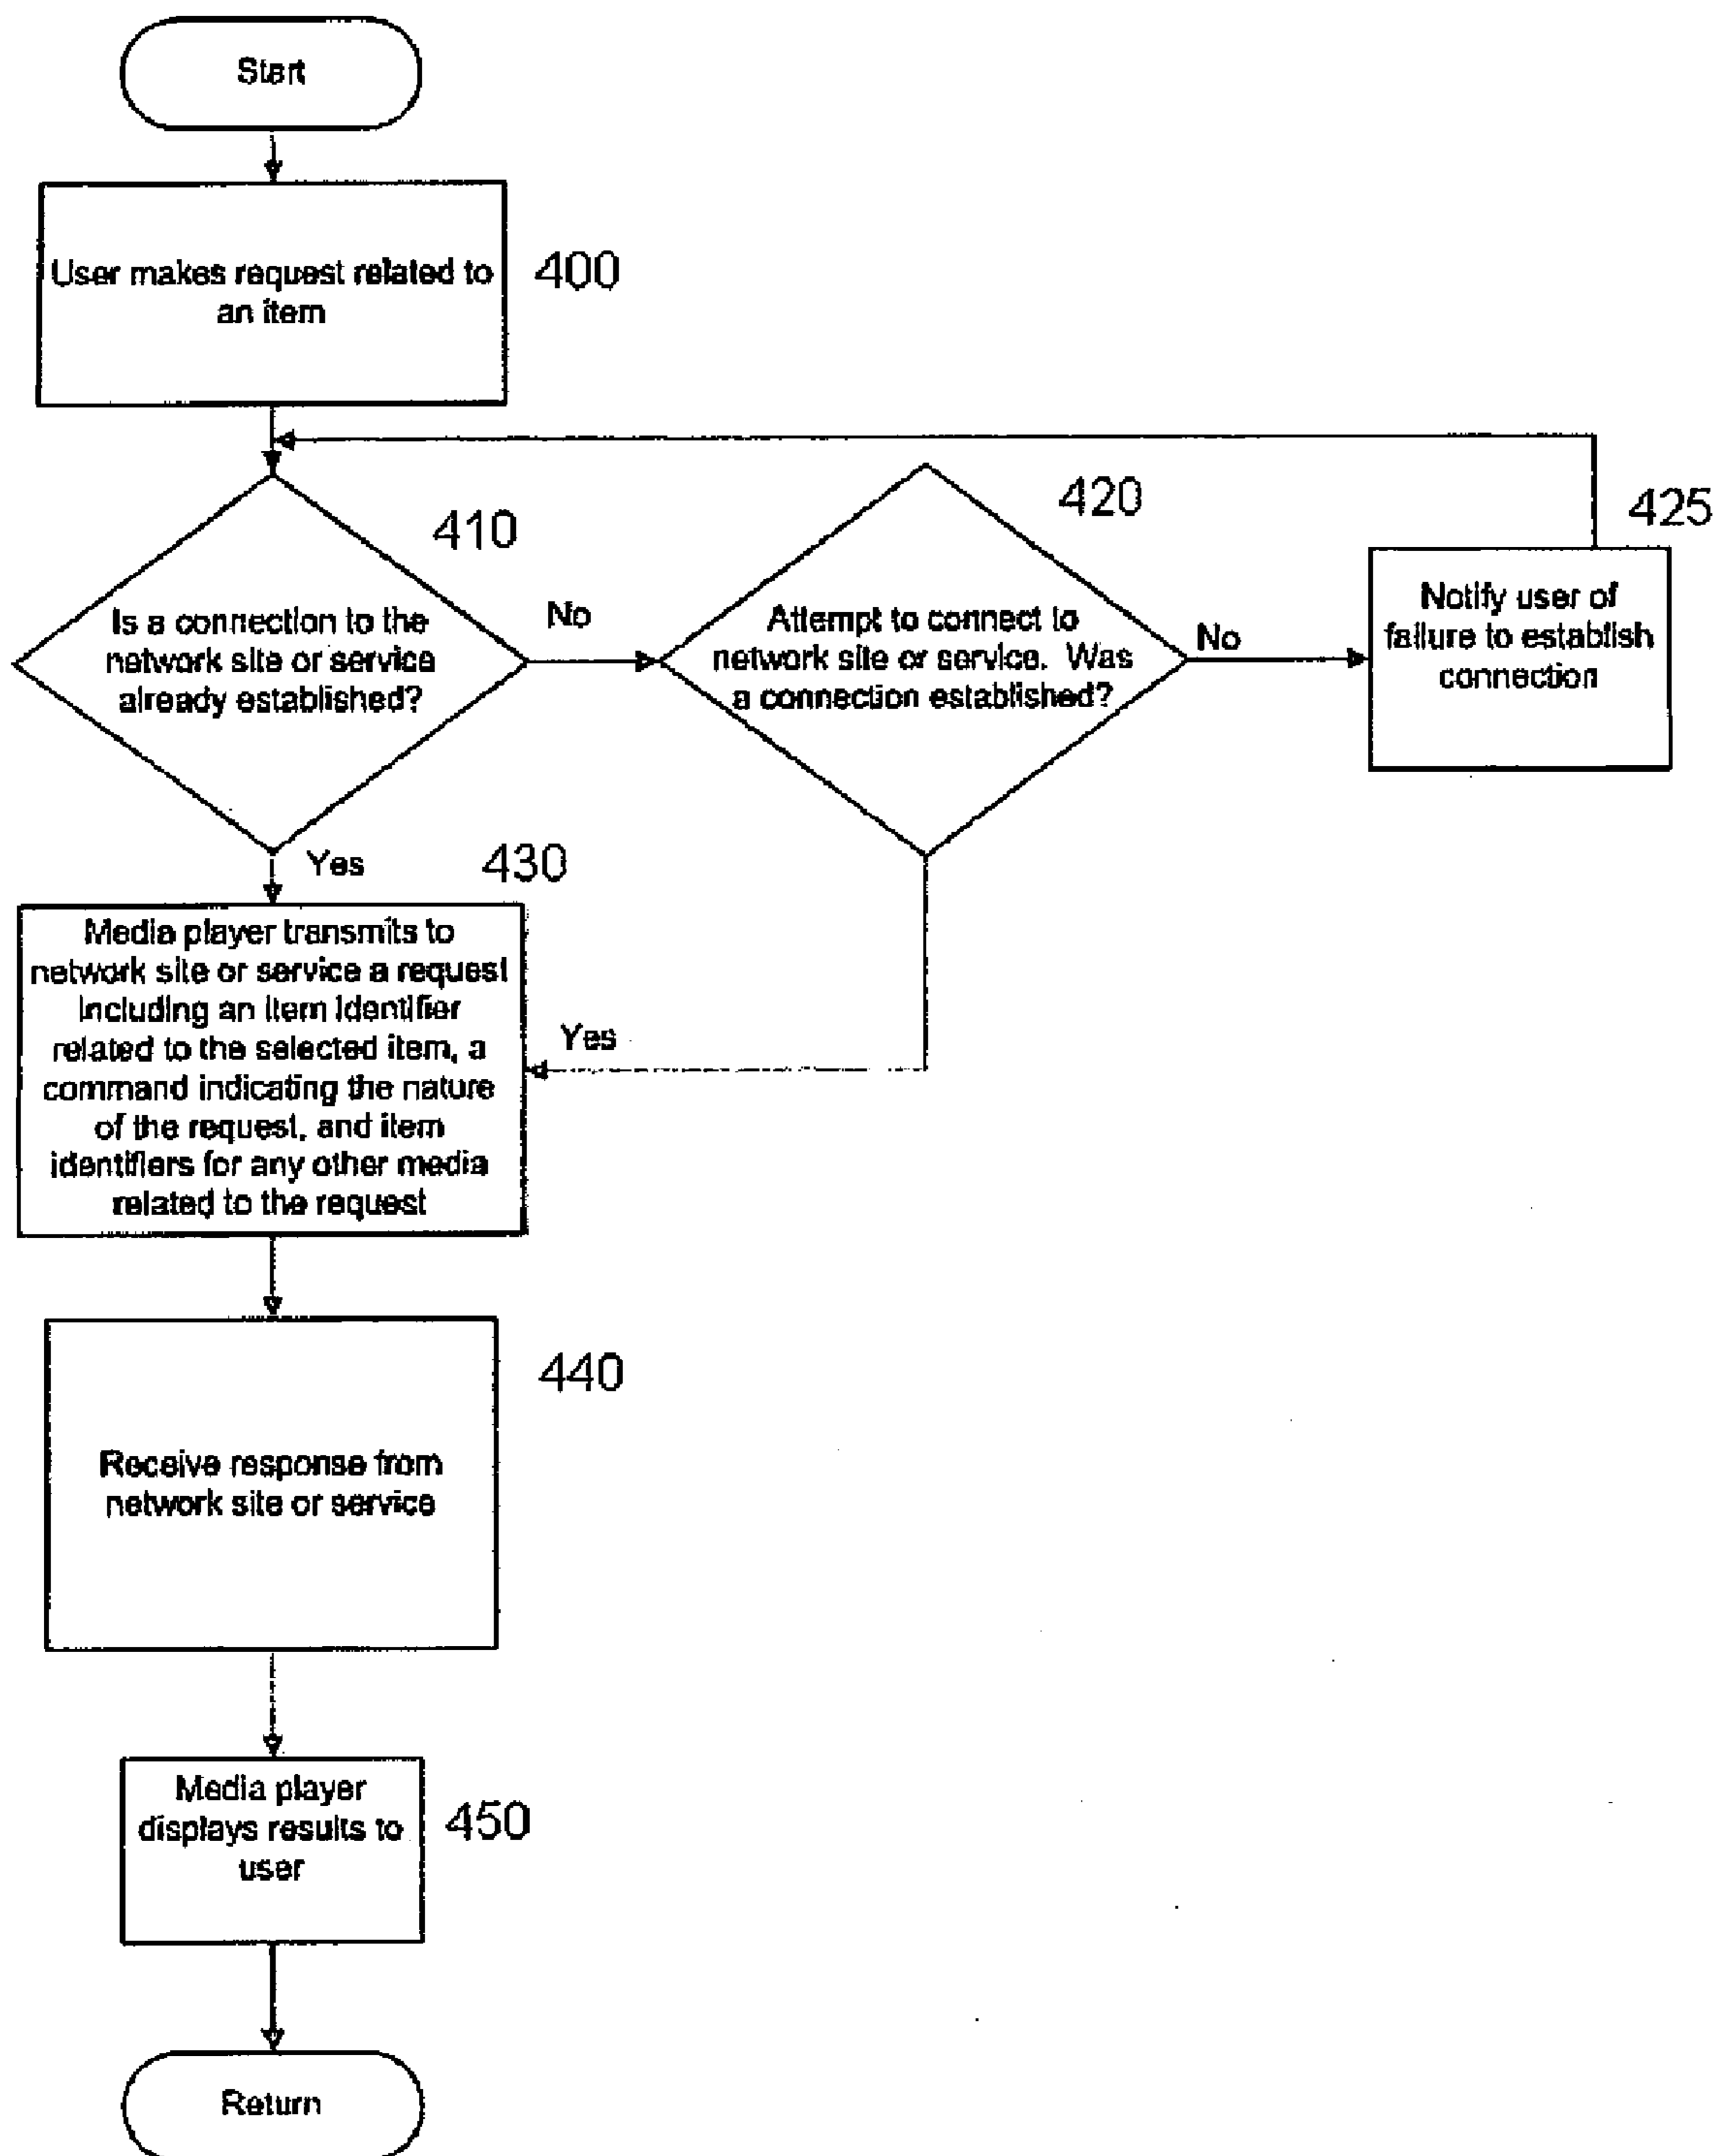 Start
User makes request related to
an item
400
410
Is a connection to the
network site or service
already established?
No
420
Attempt to connect to
network site or service. Was
a connection established?
No
425
Notify user of
failure to establish
connection
Yes
430
Media player transmits to
network site or service a request
including an item identifier
related to the selected item, a
command indicating the nature
of the request, and item
identifiers for any other media
related to the request
Yes
440
Receive response from
network site or service
Media player
displays results to
user
450
Return